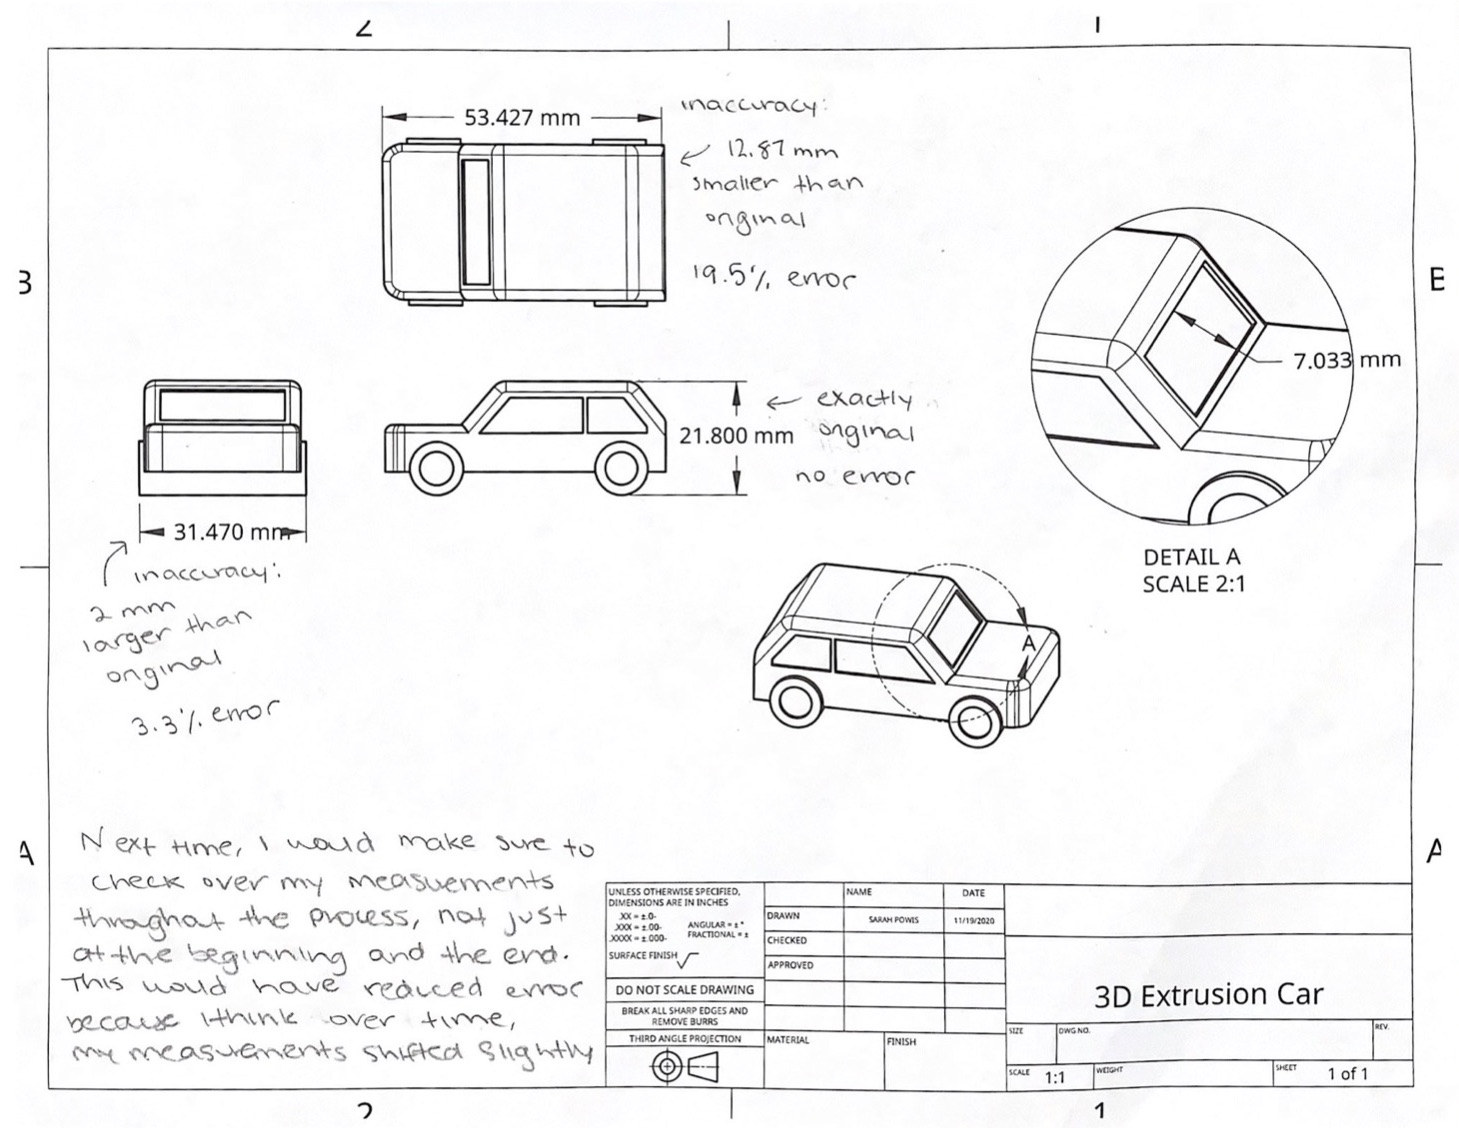 2
1
53.427 mm
inaccuracy:
12.87 mm
smaller than
original
19.5% error
B
B
7.033 mm
DETAIL A
SCALE 2:1
21.800 mm
exactly
original
no error
31.470 mm
inaccuracy:
2 mm
larger than
original
3.3% error
A
A
A
Next time, I would make sure to
check over my measuements
throughout the process, not just
at the beginning and the end.
This would have reduced error
because I think over time,
my measurements shifted slightly
UNLESS OTHERWISE SPECIFIED,
DIMENSIONS ARE IN INCHES
.XX = ±.0-
.XXX = ±.00-
.XXXX = ±.000-
ANGULAR = ± °
FRACTIONAL = ±
SURFACE FINISH
DO NOT SCALE DRAWING
BREAK ALL SHARP EDGES AND
REMOVE BURRS
THIRD ANGLE PROJECTION
NAME DATE
DRAWN SARAH POWIS 11/19/2020
CHECKED
APPROVED
MATERIAL FINISH
3D Extrusion Car
SIZE DWG NO. REV.
SCALE 1:1 WEIGHT SHEET 1 of 1
2
1